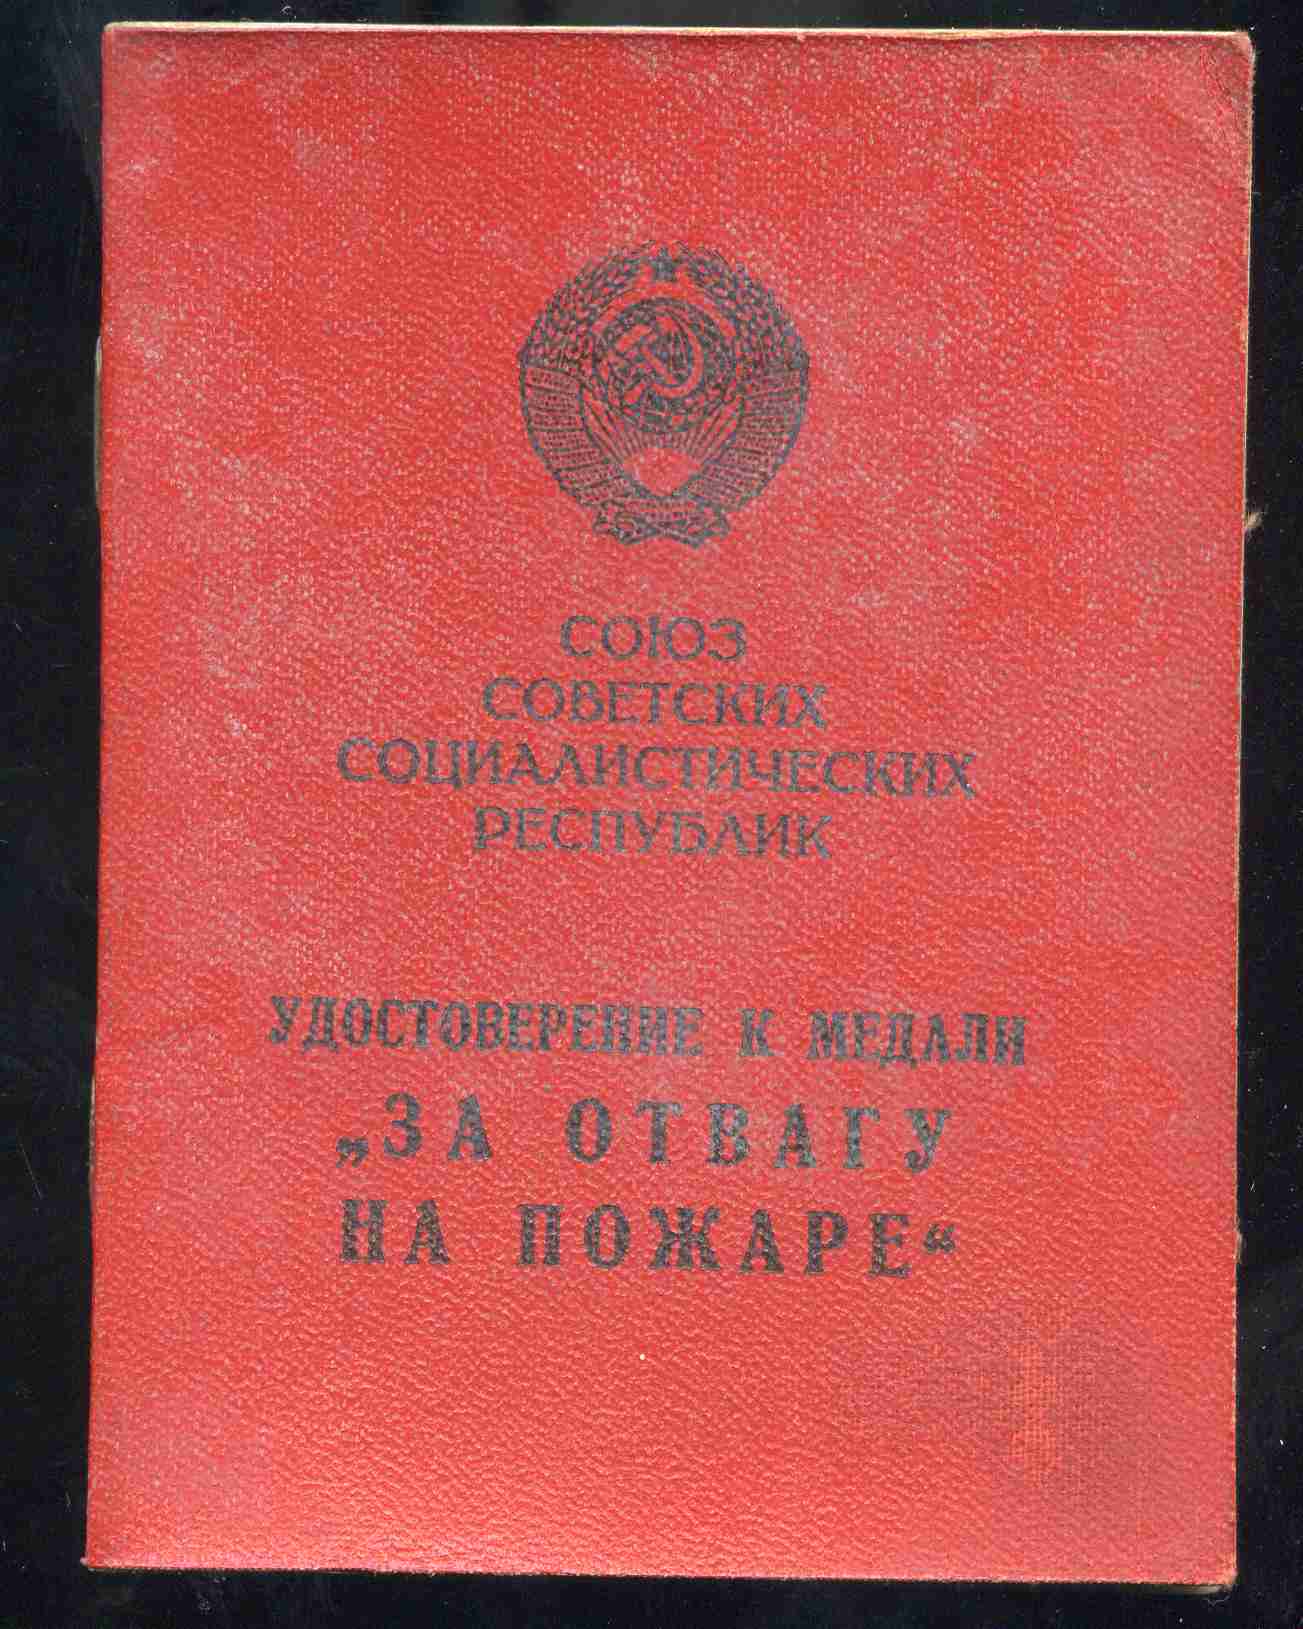 СОЮЗ
СОВЕТСКИХ
СОЦИАЛИСТИЧЕСКИХ
РЕСПУБЛИК
УДОСТОВЕРЕНИЕ К МЕДАЛИ
„ЗА ОТВАГУ
НА ПОЖАРЕ“